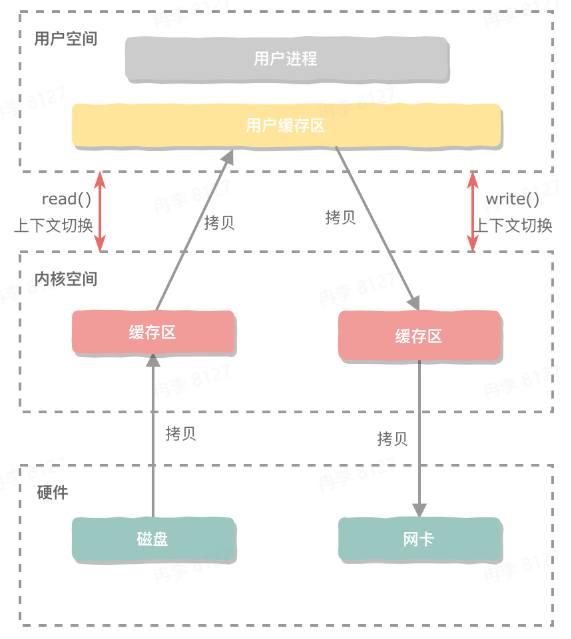 用户空间
用户进程
用户缓存区
read()
上下文切换
拷贝
拷贝
write()
上下文切换
内核空间
缓存区
缓存区
拷贝
拷贝
硬件
磁盘
网卡
冉李 8127